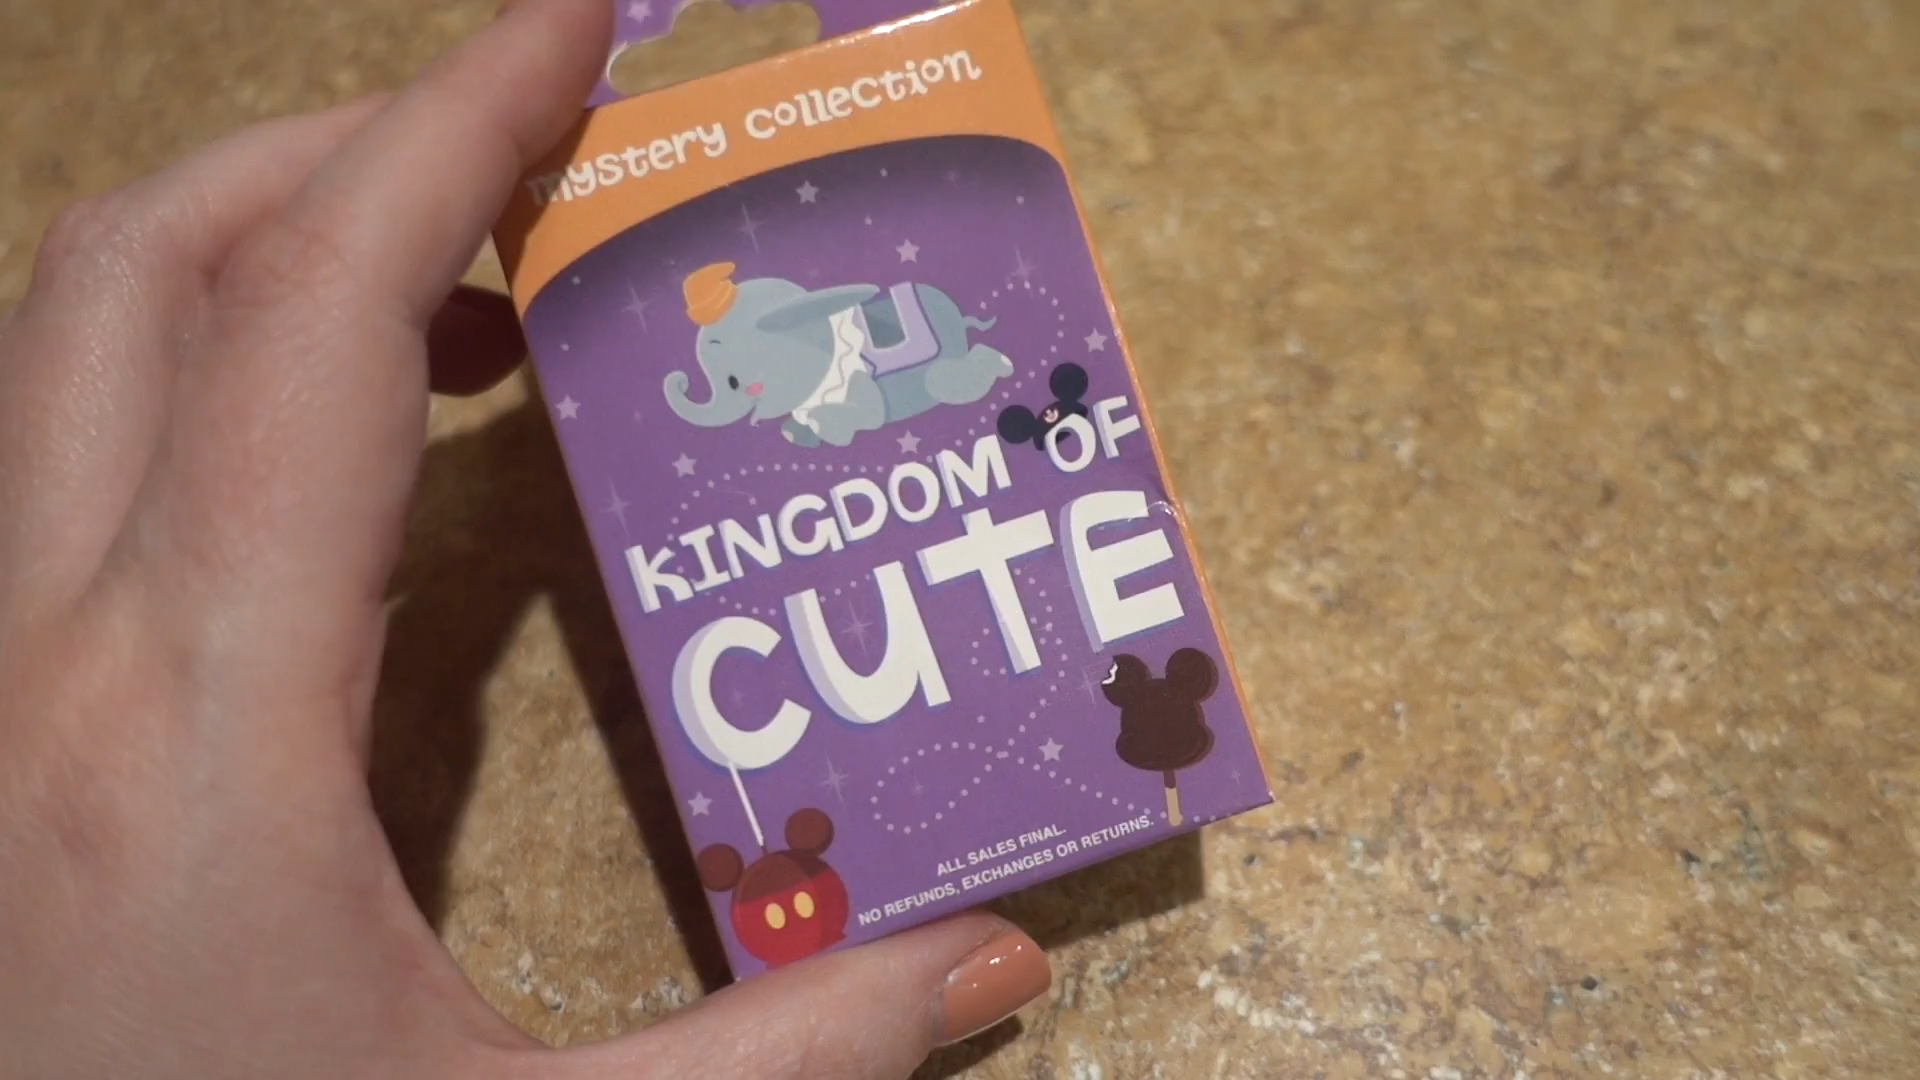 mystery collection
KINGDOM OF
CUTE
ALL SALES FINAL.
NO REFUNDS, EXCHANGES OR RETURNS.